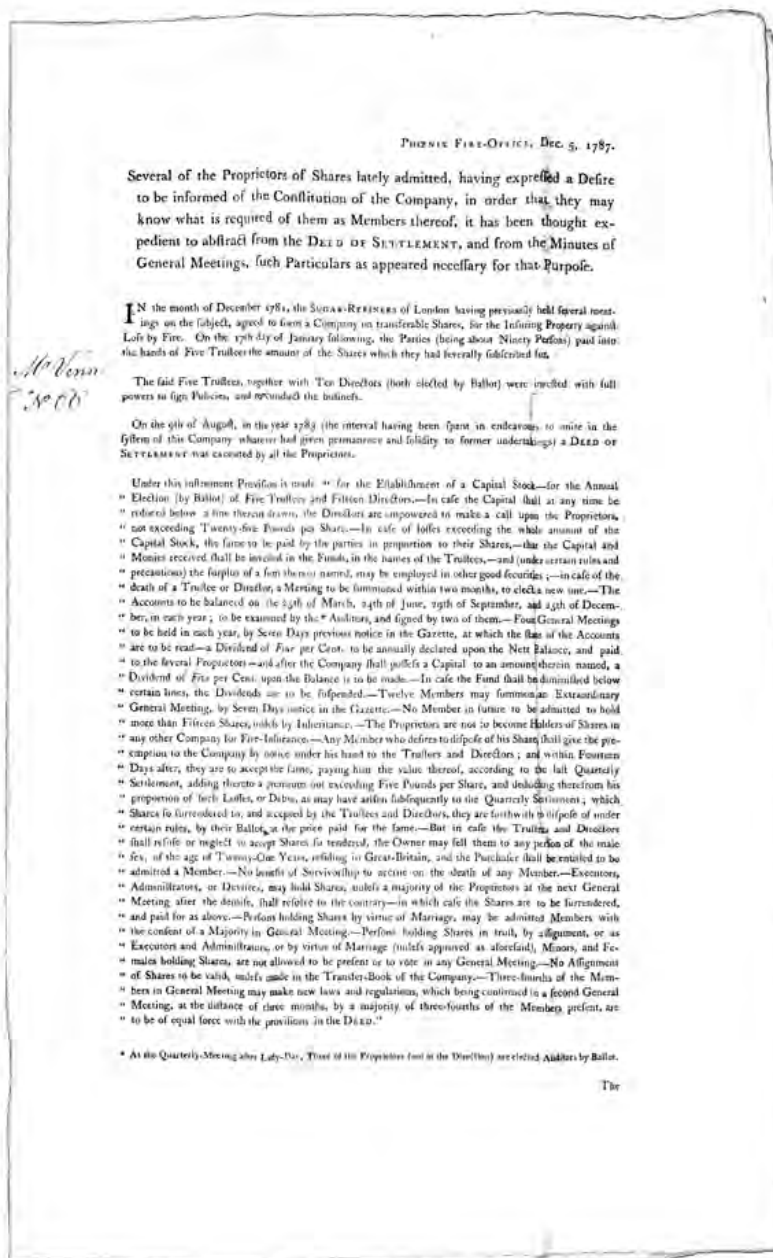 PHŒNIX FIRE-OFFICE, Dec. 5, 1787.
Several of the Proprietors of Shares lately admitted, having expreſſed a Deſire
to be informed of the Conſtitution of the Company, in order that they may
know what is required of them as Members thereof, it has been thought ex-
pedient to abſtract from the DEED OF SETTLEMENT, and from the Minutes of
General Meetings, ſuch Particulars as appeared neceſſary for that Purpoſe.
IN the month of December 1781, the SUGAR-REFINERS of London having previouſly held ſeveral meet-
ings on the ſubject, agreed to form a Company on transferable Shares, for the Inſuring Property againſt
Loſs by Fire. On the 17th day of January following, the Parties (being about Ninety Perſons) paid into
the hands of Five Truſtees the amount of the Shares which they had ſeverally ſubſcribed for.
Mr Venn
No
The ſaid Five Truſtees, together with Ten Directors (both elected by Ballot) were inveſted with full
powers to ſign Policies, and to conduct the buſineſs.
On the 9th of Auguſt, in the year 1783 (the interval having been ſpent in endeavours to unite in the
ſyſtem of this Company whatever had given permanence and ſolidity to former undertakings) a DEED OF
SETTLEMENT was executed by all the Proprietors.
Under this inſtrument Proviſion is made " for the Eſtabliſhment of a Capital Stock—for the Annual
" Election (by Ballot) of Five Truſtees and Fifteen Directors.—In caſe the Capital ſhall at any time be
" reduced below a line therein drawn, the Directors are empowered to make a call upon the Proprietors,
" not exceeding Twenty-five Pounds per Share.—In caſe of loſſes exceeding the whole amount of the
" Capital Stock, the ſame to be paid by the parties in proportion to their Shares,—that the Capital and
" Monies received ſhall be inveſted in the Funds, in the names of the Truſtees,—and (under certain rules and
" precautions) the ſurplus of a ſum therein named, may be employed in other good ſecurities ;—in caſe of the
" death of a Truſtee or Director, a Meeting to be ſummoned within two months, to elect a new one.—The
" Accounts to be balanced on the 25th of March, 24th of June, 29th of September, and 25th of Decem-
" ber, in each year ; to be examined by the * Auditors, and ſigned by two of them.—Four General Meetings
" to be held in each year, by Seven Days previous notice in the Gazette, at which the ſtate of the Accounts
" are to be read—a Dividend of Five per Cent. to be annually declared upon the Nett Balance, and paid
" to the ſeveral Proprietors—and after the Company ſhall poſſeſs a Capital to an amount therein named, a
" Dividend of Five per Cent. upon the Balance is to be made.—In caſe the Fund ſhall be diminiſhed below
" certain lines, the Dividends are to be ſuſpended.—Twelve Members may ſummon an Extraordinary
" General Meeting, by Seven Days notice in the Gazette.—No Member in future to be admitted to hold
" more than Fifteen Shares, unleſs by Inheritance.—The Proprietors are not to become Holders of Shares in
" any other Company for Fire-Inſurance.—Any Member who deſires to diſpoſe of his Share, ſhall give the pre-
" emption to the Company by notice under his hand to the Truſtees and Directors ; and within Fourteen
" Days after, they are to accept the ſame, paying him the value thereof, according to the laſt Quarterly
" Settlement, adding thereto a premium not exceeding Five Pounds per Share, and deducting therefrom his
" proportion of ſuch Loſſes, or Debts, as may have ariſen ſubſequently to the Quarterly Settlement ; which
" Shares ſo ſurrendered to, and accepted by the Truſtees and Directors, they are forthwith to diſpoſe of under
" certain rules, by their Ballot, at the price paid for the ſame.—But in caſe the Truſtees and Directors
" ſhall refuſe or neglect to accept Shares ſo tendered, the Owner may ſell them to any perſon of the male
" ſex, of the age of Twenty-One Years, reſiding in Great-Britain, and the Purchaſer ſhall be entitled to be
" admitted a Member.—No benefit of Survivorſhip to accrue on the death of any Member.—Executors,
" Adminiſtrators, or Deviſees, may hold Shares, unleſs a majority of the Proprietors at the next General
" Meeting after the demiſe, ſhall reſolve to the contrary—in which caſe the Shares are to be ſurrendered,
" and paid for as above.—Perſons holding Shares by virtue of Marriage, may be admitted Members with
" the conſent of a Majority in General Meeting.—Perſons holding Shares in truſt, by aſſignment, or as
" Executors and Adminiſtrators, or by virtue of Marriage (unleſs approved as aforeſaid), Minors, and Fe-
" males holding Shares, are not allowed to be preſent or to vote in any General Meeting.—No Aſſignment
" of Shares to be valid, unleſs made in the Transfer-Book of the Company.—Three-fourths of the Mem-
" bers in General Meeting may make new laws and regulations, which being confirmed in a ſecond General
" Meeting, at the diſtance of three months, by a majority of three-fourths of the Members preſent, are
" to be of equal force with the proviſions in the DEED."
* At the Quarterly-Meeting after Lady-Day, Three of the Proprietors (not in the Direction) are elected Auditors by Ballot.
The